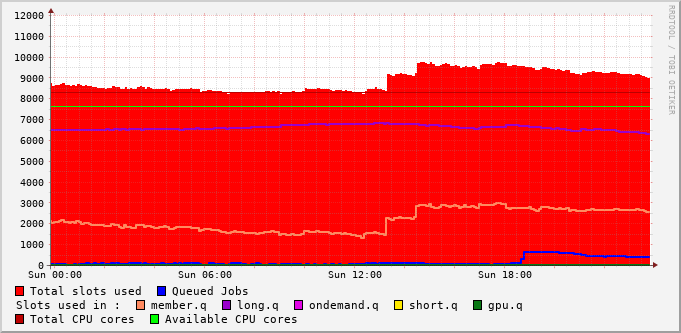 12000
11000
10000
9000
8000
7000
6000
5000
4000
3000
2000
1000
0
Sun 00:00 Sun 06:00 Sun 12:00 Sun 18:00
Total slots used Queued Jobs
Slots used in : member.q long.q ondemand.q short.q gpu.q
Total CPU cores Available CPU cores
RRDTOOL / TOBI OETIKER